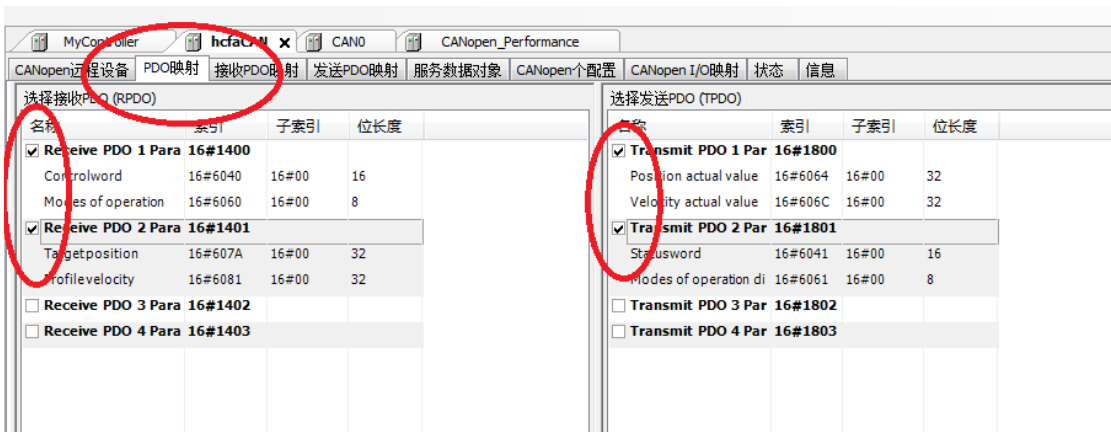 MyController hcfaCAN x CAN0 CANopen_Performance
CANopen远程设备 PDO映射 接收PDO映射 发送PDO映射 服务数据对象 CANopen个配置 CANopen I/O映射 状态 信息
选择接收PDO (RPDO)
名称 索引 子索引 位长度
Receive PDO 1 Para 16#1400
Controlword 16#6040 16#00 16
Modes of operation 16#6060 16#00 8
Receive PDO 2 Para 16#1401
Targetposition 16#607A 16#00 32
Profilevelocity 16#6081 16#00 32
Receive PDO 3 Para 16#1402
Receive PDO 4 Para 16#1403
选择发送PDO (TPDO)
名称 索引 子索引 位长度
Transmit PDO 1 Par 16#1800
Position actual value 16#6064 16#00 32
Velocity actual value 16#606C 16#00 32
Transmit PDO 2 Par 16#1801
Statusword 16#6041 16#00 16
Modes of operation di 16#6061 16#00 8
Transmit PDO 3 Par 16#1802
Transmit PDO 4 Par 16#1803